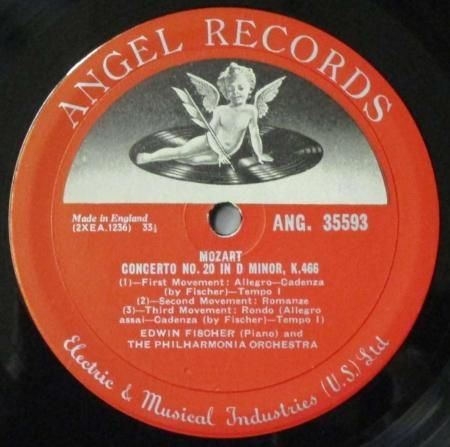 ANGEL RECORDS
Made in England
(2XEA.1236) 33⅓
ANG. 35593
MOZART
CONCERTO NO. 20 IN D MINOR, K.466
(1)—First Movement: Allegro—Cadenza
(by Fischer)—Tempo I
(2)—Second Movement: Romanze
(3)—Third Movement: Rondo (Allegro
assai—Cadenza (by Fischer)—Tempo I)
EDWIN FISCHER (Piano) and
THE PHILHARMONIA ORCHESTRA
Electric & Musical Industries (U.S.) Ltd